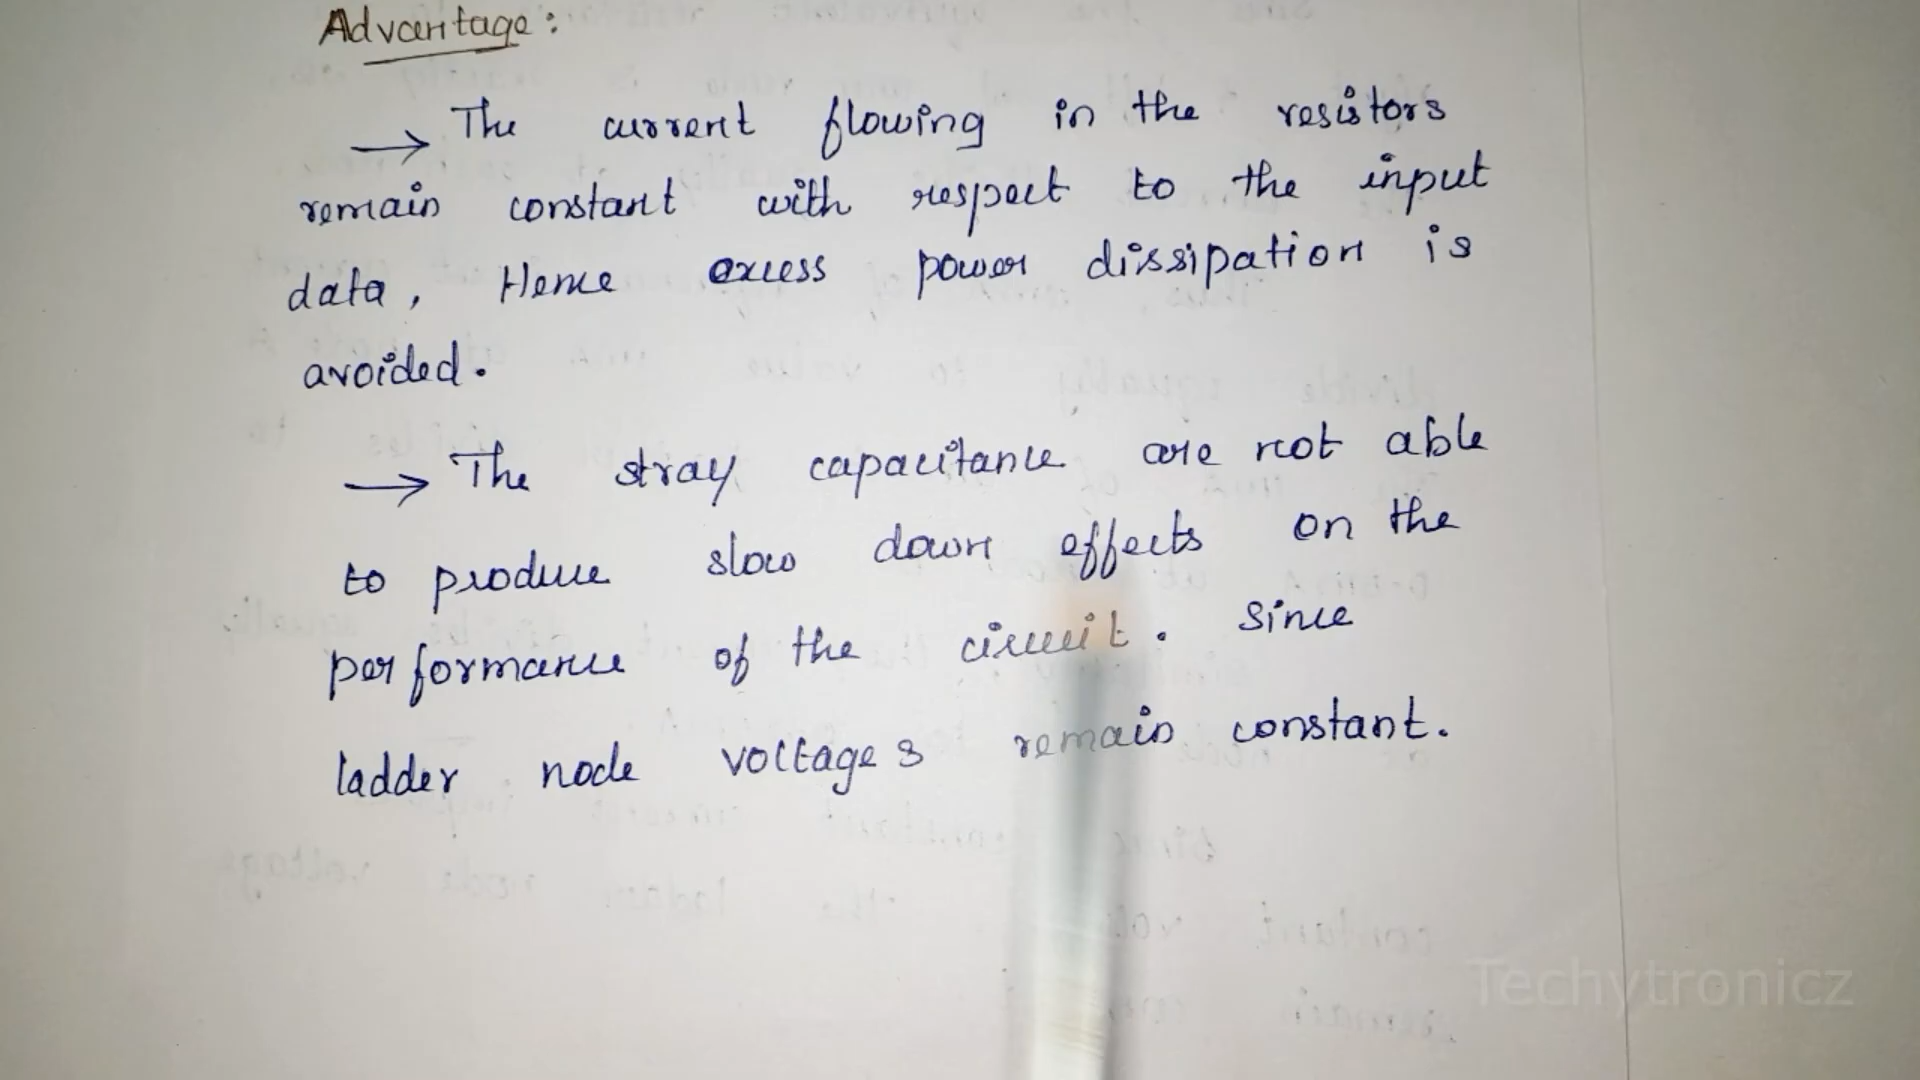 Advantage:
→ The current flowing in the resistors
remain constant with respect to the input
data, Hence excess power dissipation is
avoided.
→ The stray capacitance are not able
to produce slow down effects on the
performance of the circuit. Since
ladder node voltages remain constant.
Techytronicz